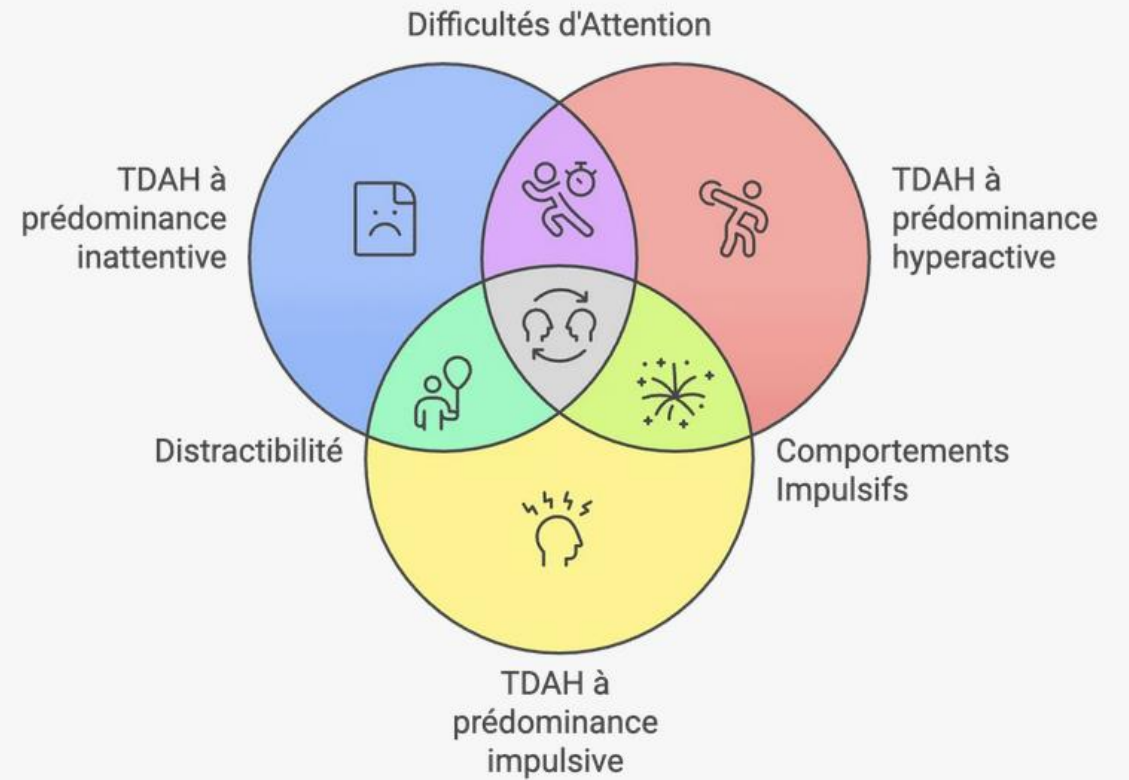 Difficultés d'Attention
TDAH à
prédominance
inattentive
TDAH à
prédominance
hyperactive
Distractibilité
Comportements
Impulsifs
TDAH à
prédominance
impulsive